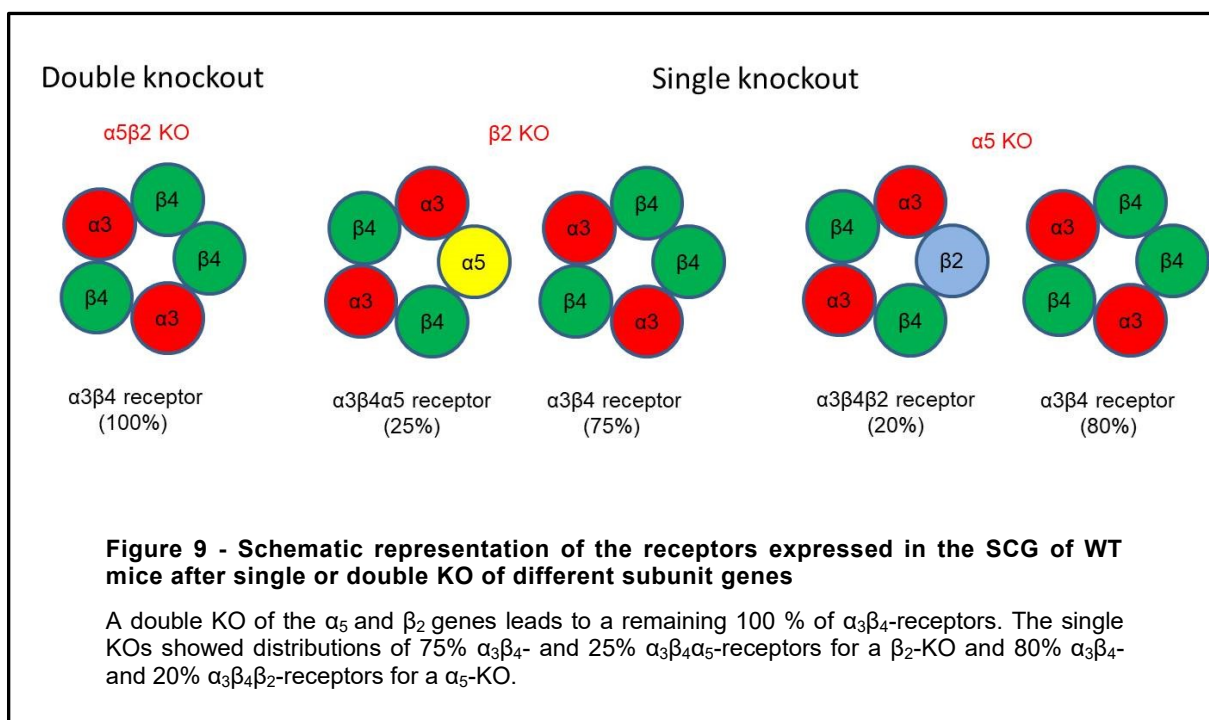 Double knockout
Single knockout
α5β2 KO
β2 KO
α5 KO
α3
β4
β4
β4
α3
α3
β4
α5
α3
β4
β4
α3
β4
β4
α3
α3
β4
β2
α3
β4
β4
α3
β4
β4
α3
α3β4 receptor
(100%)
α3β4α5 receptor
(25%)
α3β4 receptor
(75%)
α3β4β2 receptor
(20%)
α3β4 receptor
(80%)
Figure 9 - Schematic representation of the receptors expressed in the SCG of WT
mice after single or double KO of different subunit genes
A double KO of the α5 and β2 genes leads to a remaining 100 % of α3β4-receptors. The single
KOs showed distributions of 75% α3β4- and 25% α3β4α5-receptors for a β2-KO and 80% α3β4-
and 20% α3β4β2-receptors for a α5-KO.